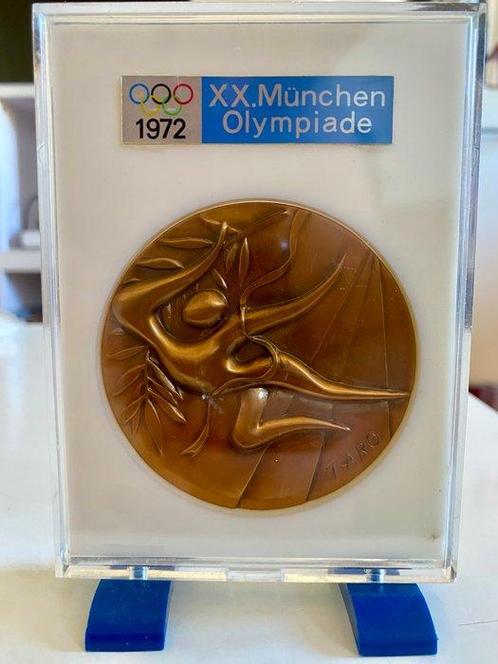 XX.München
Olympiade
1972
TARO